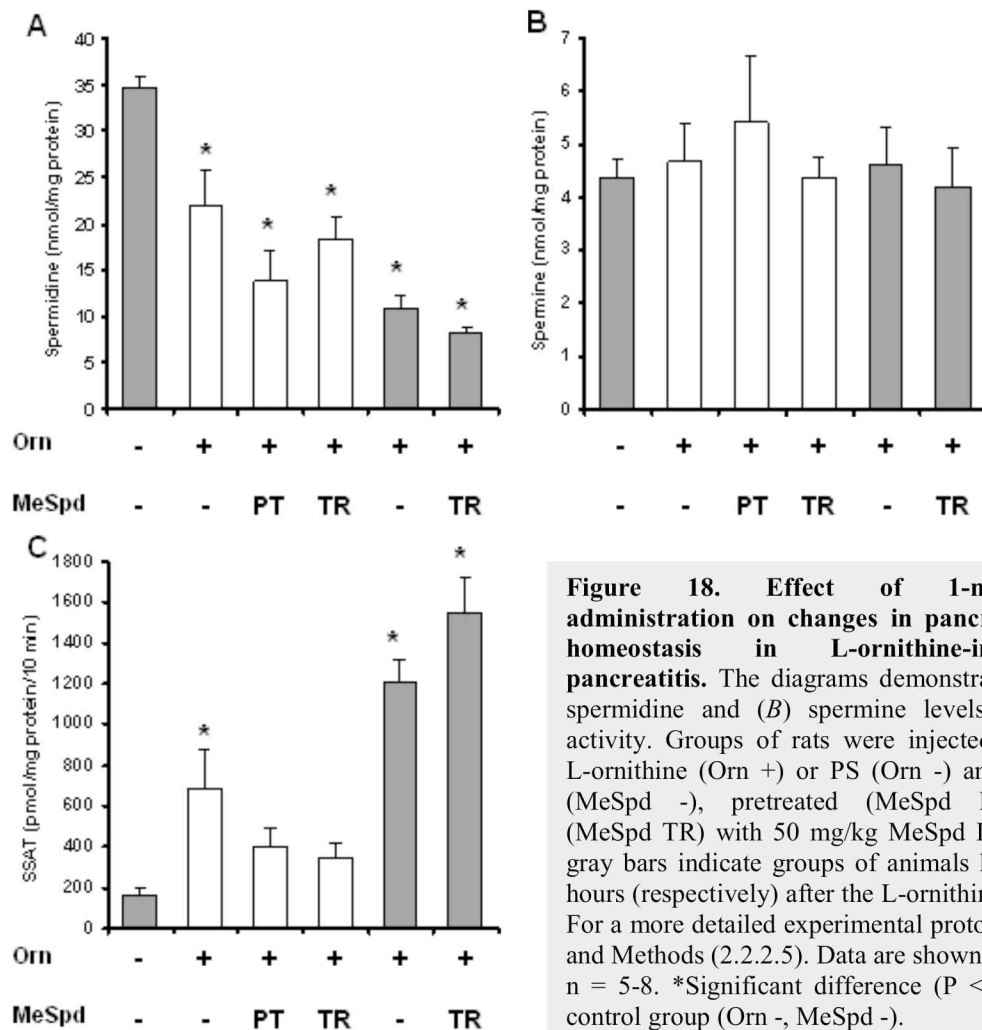 A
Spermidine (nmol/mg protein)
40
35
30
25
20
15
10
5
0
* * * * *
Orn - + + + + +
MeSpd - - PT TR - TR
B
Spermine (nmol/mg protein)
7
6
5
4
3
2
1
0
+ + + + +
- - PT TR - TR
C
SSAT (pmol/mg protein/10 min)
1800
1600
1400
1200
1000
800
600
400
200
0
* * *
Orn - + + + + +
MeSpd - - PT TR - TR
Figure 18. Effect of 1-m
administration on changes in pancr
homeostasis in L-ornithine-i
pancreatitis. The diagrams demonstra
spermidine and (B) spermine levels
activity. Groups of rats were injected
L-ornithine (Orn +) or PS (Orn -) an
(MeSpd -), pretreated (MeSpd
(MeSpd TR) with 50 mg/kg MeSpd
gray bars indicate groups of animals
hours (respectively) after the L-ornithin
For a more detailed experimental proto
and Methods (2.2.2.5). Data are shown
n = 5-8. *Significant difference (P <
control group (Orn -, MeSpd -).